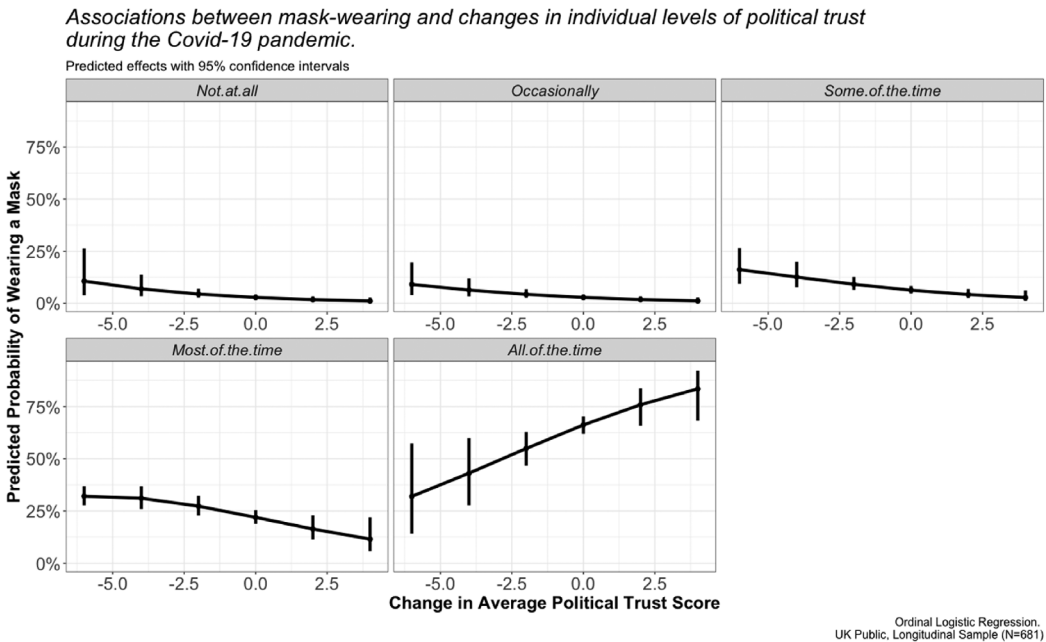 Associations between mask-wearing and changes in individual levels of political trust
during the Covid-19 pandemic.
Predicted effects with 95% confidence intervals
Not.at.all
Occasionally
Some.of.the.time
Predicted Probability of Wearing a Mask
75%
50%
25%
0%
-5.0 -2.5 0.0 2.5
-5.0 -2.5 0.0 2.5
-5.0 -2.5 0.0 2.5
Most.of.the.time
All.of.the.time
75%
50%
25%
0%
-5.0 -2.5 0.0 2.5
-5.0 -2.5 0.0 2.5
Change in Average Political Trust Score
Ordinal Logistic Regression.
UK Public, Longitudinal Sample (N=681)